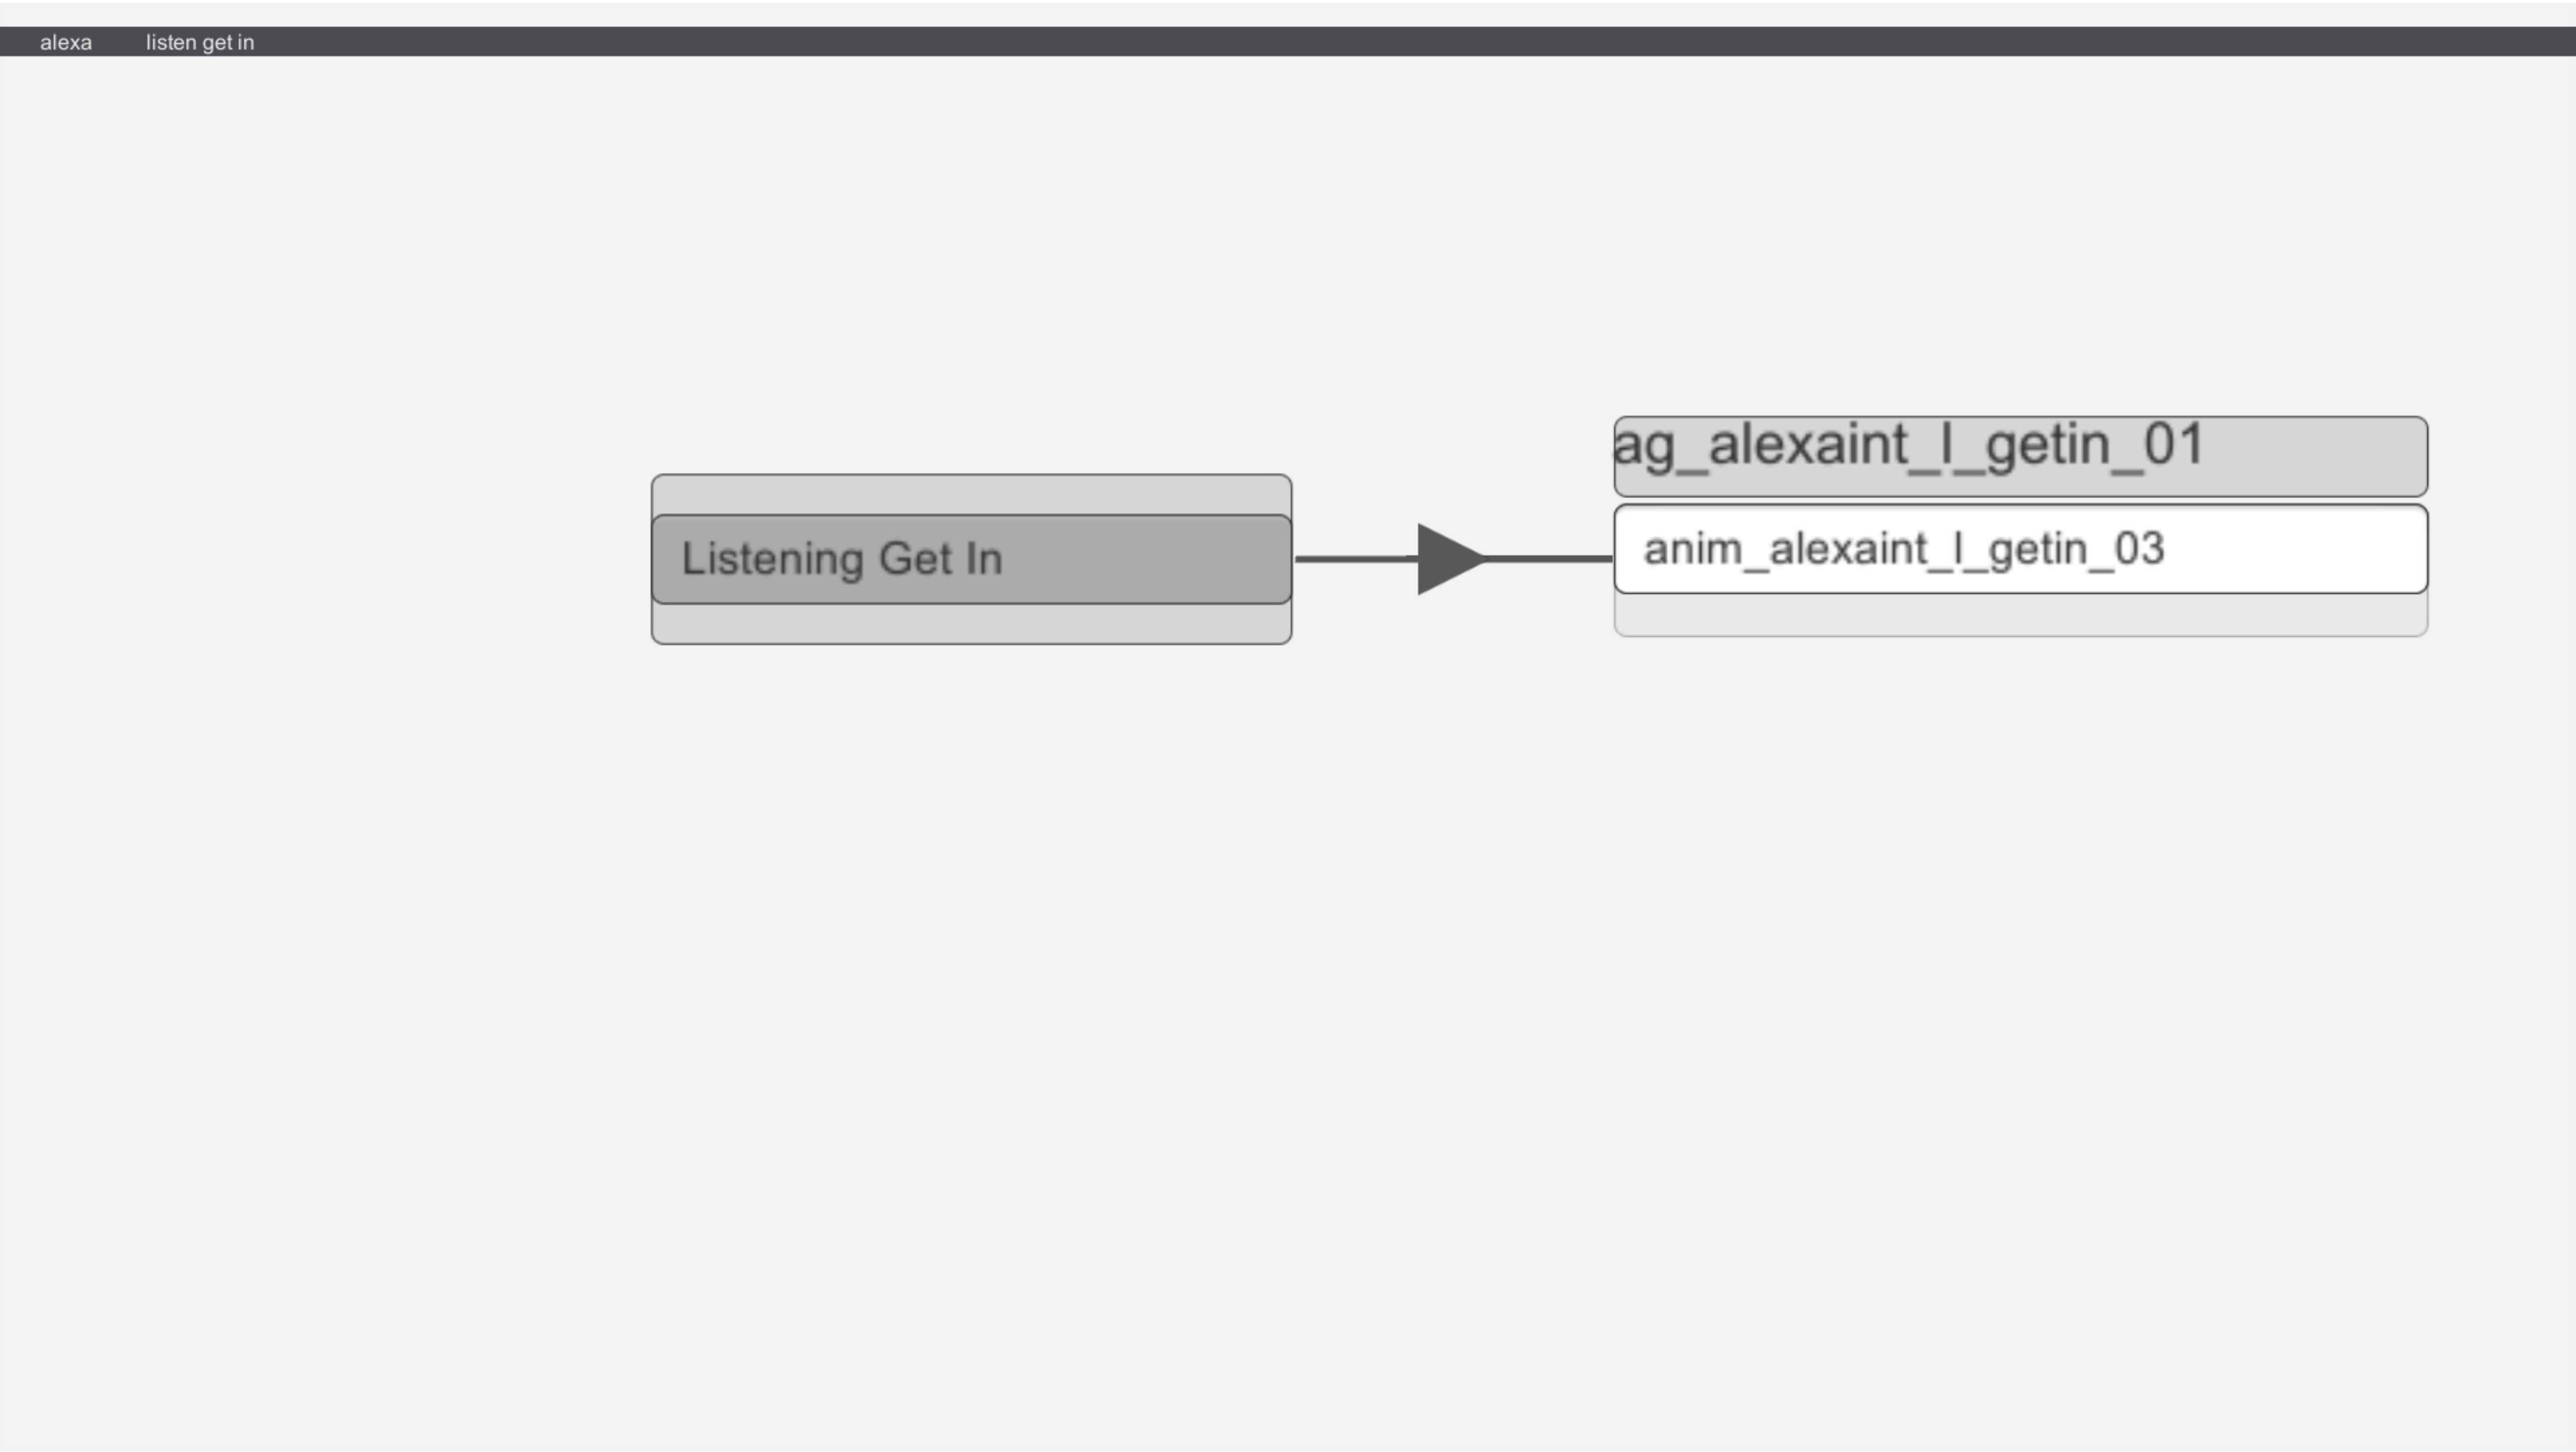 alexa listen get in
ag_alexaint_l_getin_01
Listening Get In
anim_alexaint_l_getin_03